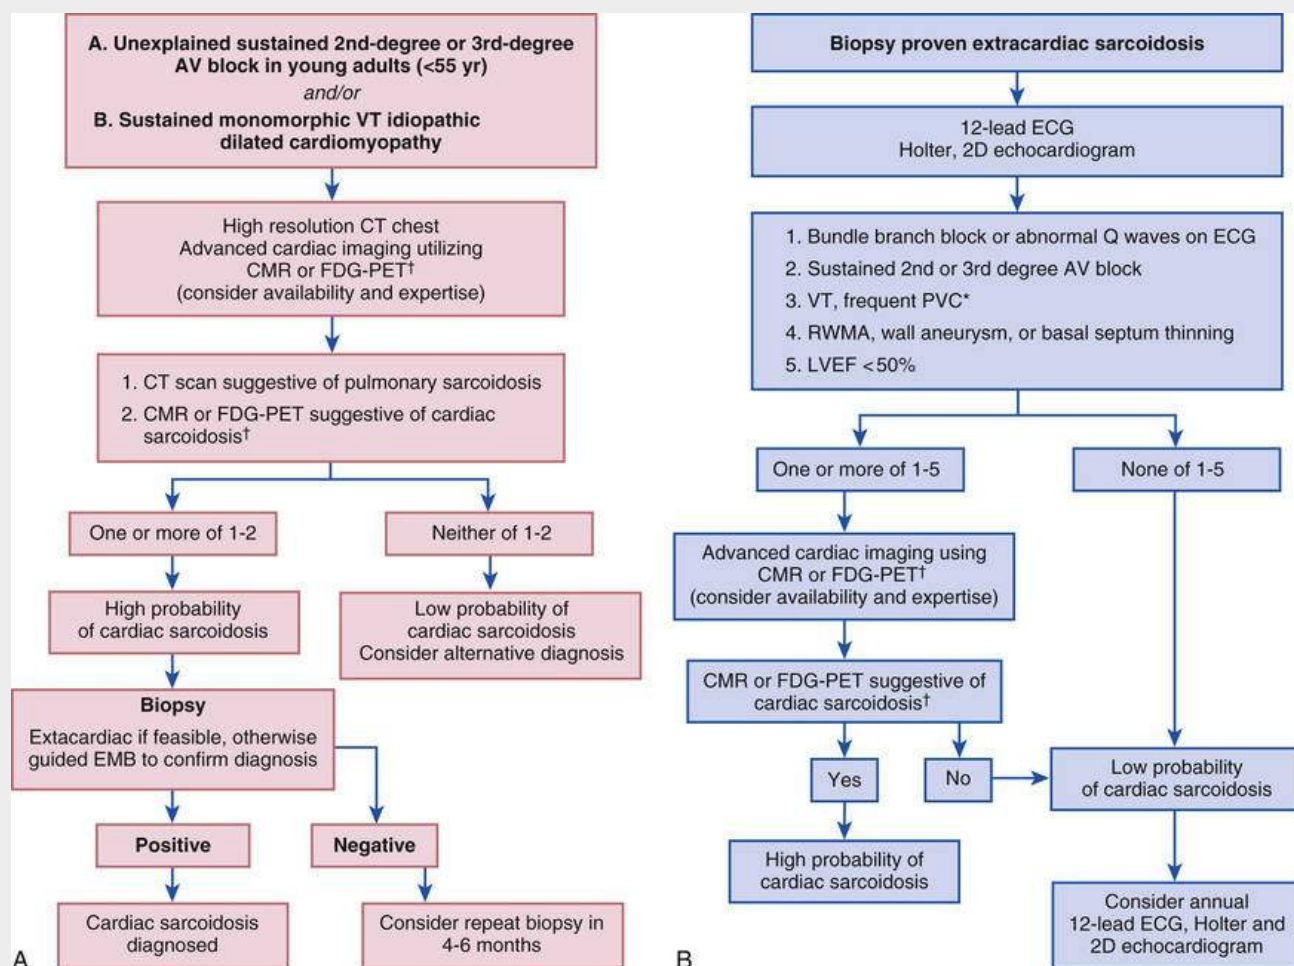 A. Unexplained sustained 2nd-degree or 3rd-degree
AV block in young adults (<55 yr)
and/or
B. Sustained monomorphic VT idiopathic
dilated cardiomyopathy
High resolution CT chest
Advanced cardiac imaging utilizing
CMR or FDG-PET†
(consider availability and expertise)
1. CT scan suggestive of pulmonary sarcoidosis
2. CMR or FDG-PET suggestive of cardiac
sarcoidosis†
One or more of 1-2
Neither of 1-2
High probability
of cardiac sarcoidosis
Low probability of
cardiac sarcoidosis
Consider alternative diagnosis
Biopsy
Extacardiac if feasible, otherwise
guided EMB to confirm diagnosis
Positive
Negative
Cardiac sarcoidosis
diagnosed
Consider repeat biopsy in
4-6 months
A
Biopsy proven extracardiac sarcoidosis
12-lead ECG
Holter, 2D echocardiogram
1. Bundle branch block or abnormal Q waves on ECG
2. Sustained 2nd or 3rd degree AV block
3. VT, frequent PVC*
4. RWMA, wall aneurysm, or basal septum thinning
5. LVEF <50%
One or more of 1-5
None of 1-5
Advanced cardiac imaging using
CMR or FDG-PET†
(consider availability and expertise)
CMR or FDG-PET suggestive of
cardiac sarcoidosis†
Yes
No
Low probability
of cardiac sarcoidosis
High probability of
cardiac sarcoidosis
Consider annual
12-lead ECG, Holter and
2D echocardiogram
B